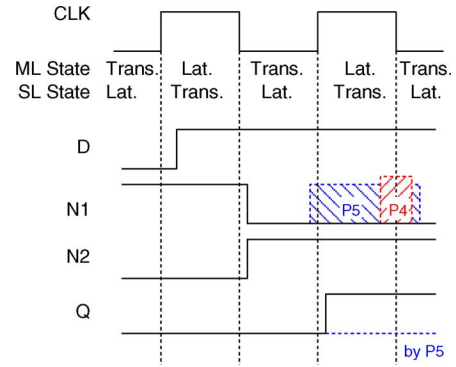 CLK
ML State Trans. Lat. Trans. Lat. Trans.
SL State Lat. Trans. Lat. Trans. Lat.
D
N1 P5 P4
N2
Q
by P5